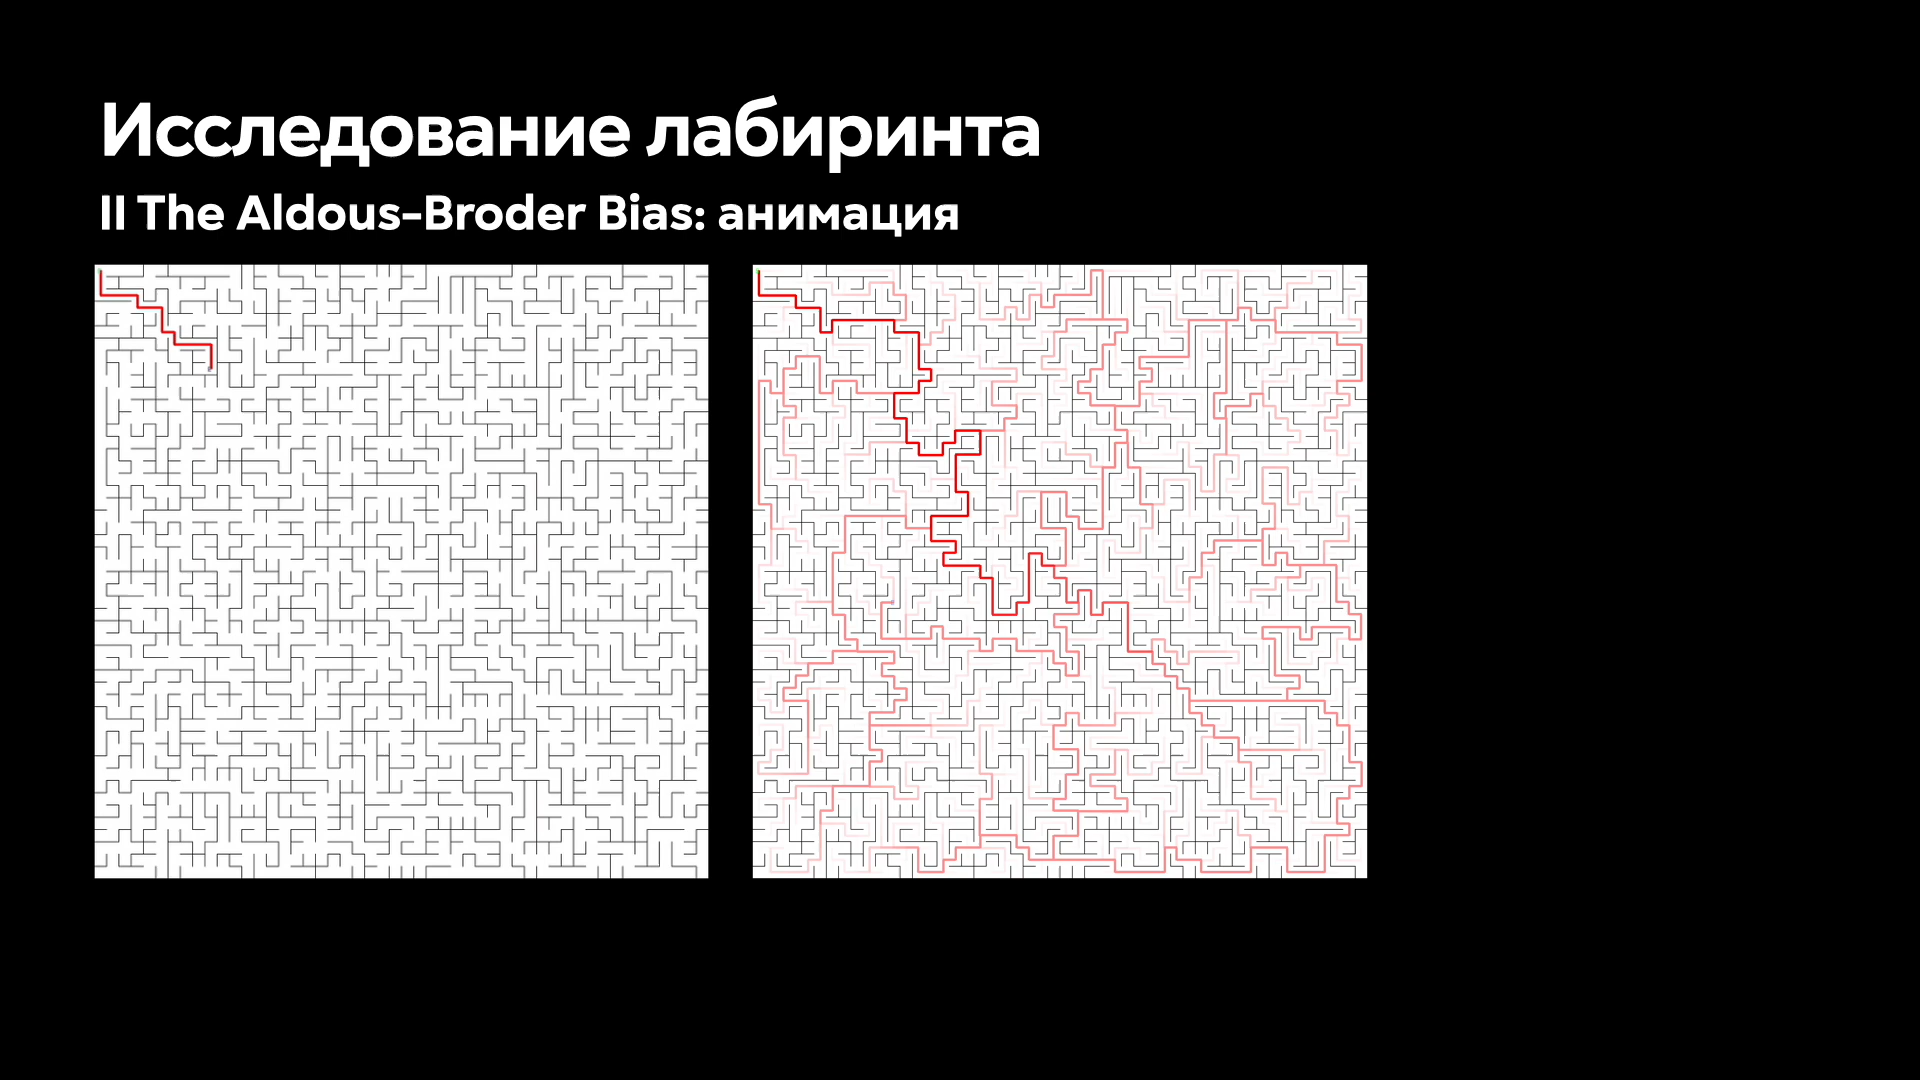 Исследование лабиринта
II The Aldous-Broder Bias: анимация